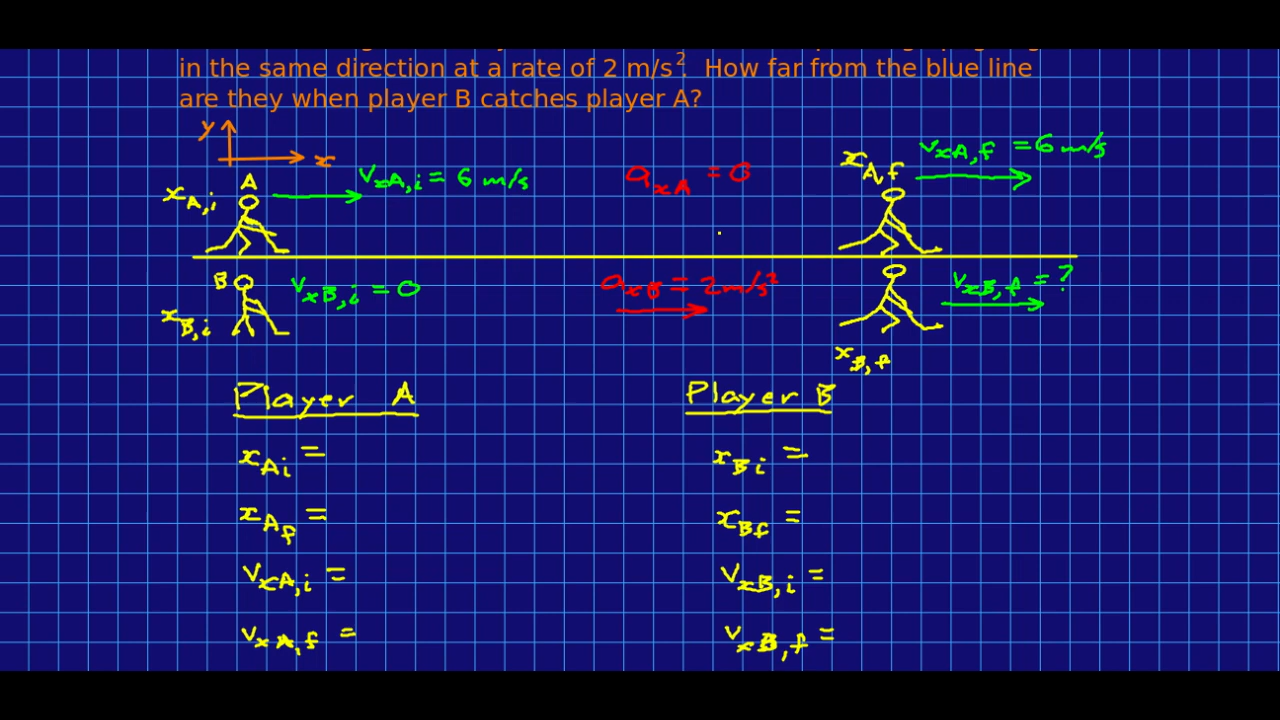 in the same direction at a rate of 2 m/s². How far from the blue line
are they when player B catches player A?
y
x
A
x_A,i
v_xA,i = 6 m/s
a_xA = 0
x_A,f
v_xA,f = 6 m/s
B
x_B,i
v_xB,i = 0
a_xB = 2 m/s²
v_xB,f = ?
x_B,f
Player A
Player B
x_Ai =
x_Bi =
x_Af =
x_Bf =
v_xA,i =
v_xB,i =
v_xA,f =
v_xB,f =